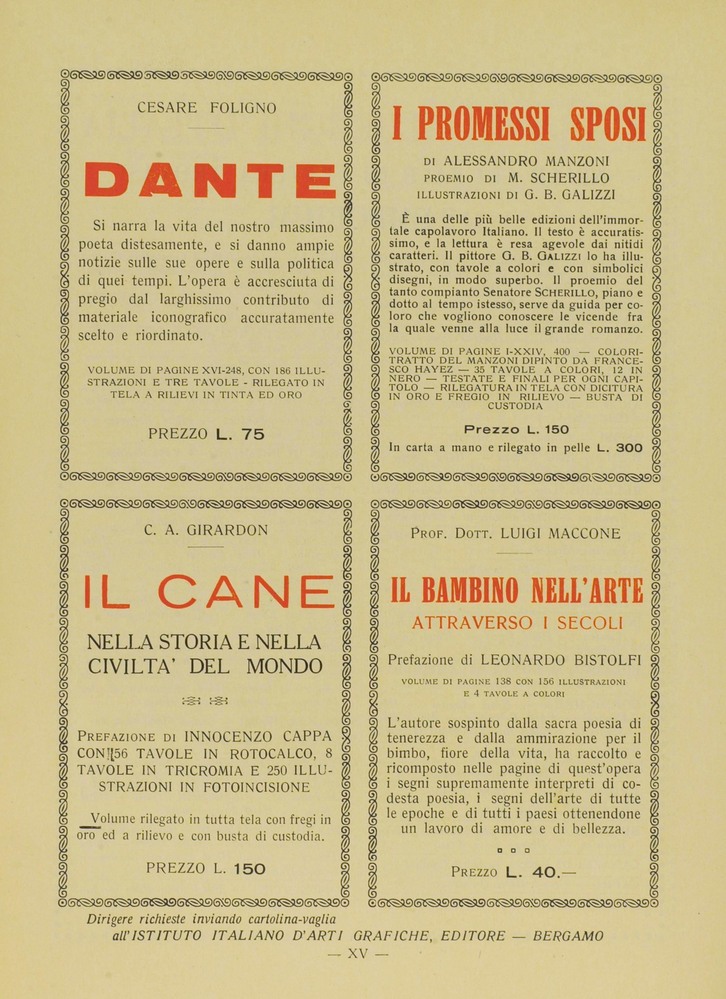 CESARE FOLIGNO
DANTE
Si narra la vita del nostro massimo
poeta distesamente, e si danno ampie
notizie sulle sue opere e sulla politica
di quei tempi. L'opera è accresciuta di
pregio dal larghissimo contributo di
materiale iconografico accuratamente
scelto e riordinato.
VOLUME DI PAGINE XVI-248, CON 186 ILLU-
STRAZIONI E TRE TAVOLE - RILEGATO IN
TELA A RILIEVI IN TINTA ED ORO
PREZZO L. 75
I PROMESSI SPOSI
DI ALESSANDRO MANZONI
PROEMIO DI M. SCHERILLO
ILLUSTRAZIONI DI G. B. GALIZZI
È una delle più belle edizioni dell'immor-
tale capolavoro Italiano. Il testo è accuratis-
simo, e la lettura è resa agevole dai nitidi
caratteri. Il pittore G. B. GALIZZI lo ha illu-
strato, con tavole a colori e con simbolici
disegni, in modo superbo. Il proemio del
tanto compianto Senatore SCHERILLO, piano e
dotto al tempo istesso, serve da guida per co-
loro che vogliono conoscere le vicende fra
la quale venne alla luce il grande romanzo.
VOLUME DI PAGINE I-XXIV, 400 — COLORI-
TRATTO DEL MANZONI DIPINTO DA FRANCE-
SCO HAYEZ — 35 TAVOLE A COLORI, 12 IN
NERO — TESTATE E FINALI PER OGNI CAPI-
TOLO — RILEGATURA IN TELA CON DICITURA
IN ORO E FREGIO IN RILIEVO — BUSTA DI
CUSTODIA
Prezzo L. 150
In carta a mano e rilegato in pelle L. 300
C. A. GIRARDON
IL CANE
NELLA STORIA E NELLA
CIVILTA' DEL MONDO
PREFAZIONE DI INNOCENZO CAPPA
CON 156 TAVOLE IN ROTOCALCO, 8
TAVOLE IN TRICROMIA E 250 ILLU-
STRAZIONI IN FOTOINCISIONE
Volume rilegato in tutta tela con fregi in
oro ed a rilievo e con busta di custodia.
PREZZO L. 150
PROF. DOTT. LUIGI MACCONE
IL BAMBINO NELL'ARTE
ATTRAVERSO I SECOLI
Prefazione di LEONARDO BISTOLFI
VOLUME DI PAGINE 138 CON 156 ILLUSTRAZIONI
E 4 TAVOLE A COLORI
L'autore sospinto dalla sacra poesia di
tenerezza e dalla ammirazione per il
bimbo, fiore della vita, ha raccolto e
ricomposto nelle pagine di quest'opera
i segni supremamente interpreti di co-
desta poesia, i segni dell'arte di tutte
le epoche e di tutti i paesi ottenendone
un lavoro di amore e di bellezza.
PREZZO L. 40.—
Dirigere richieste inviando cartolina-vaglia
all'ISTITUTO ITALIANO D'ARTI GRAFICHE, EDITORE — BERGAMO
— XV —